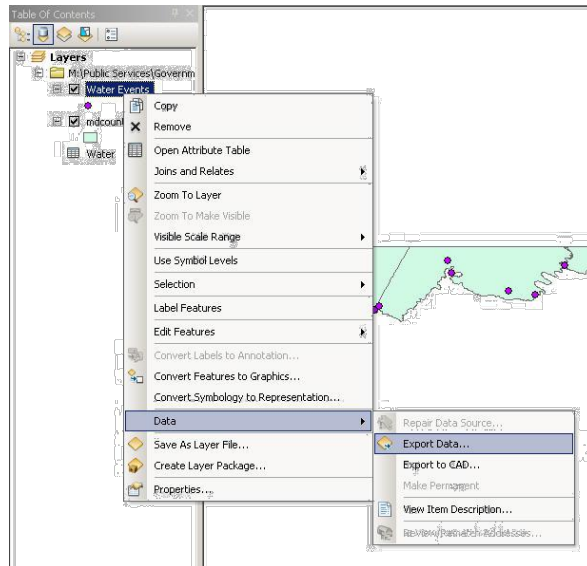 Table Of Contents
Layers
M:\Public Services\Governm
Water Events
mdcount
Water
Copy
Remove
Open Attribute Table
Joins and Relates
Zoom To Layer
Zoom To Make Visible
Visible Scale Range
Use Symbol Levels
Selection
Label Features
Edit Features
Convert Labels to Annotation...
Convert Features to Graphics...
Convert Symbology to Representation...
Data
Save As Layer File...
Create Layer Package...
Properties...
Repair Data Source...
Export Data...
Export to CAD...
Make Permanent
View Item Description...
Review/Rematch Addresses...